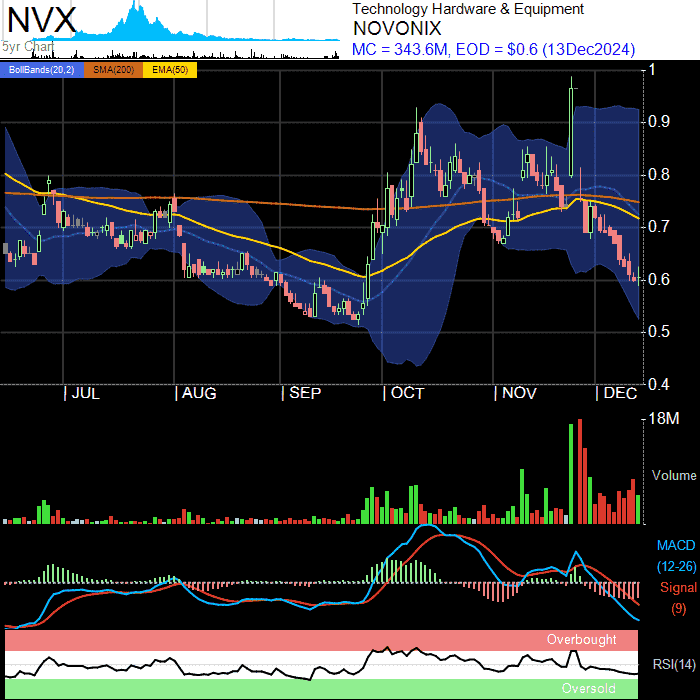 NVX
5yr Chart
Technology Hardware & Equipment
NOVONIX
MC = 343.6M, EOD = $0.6 (13Dec2024)
BollBands(20,2) SMA(200) EMA(50)
1
0.9
0.8
0.7
0.6
0.5
0.4
| JUL | AUG | SEP | OCT | NOV | DEC
18M
Volume
MACD
(12-26)
Signal
(9)
Overbought
RSI(14)
Oversold